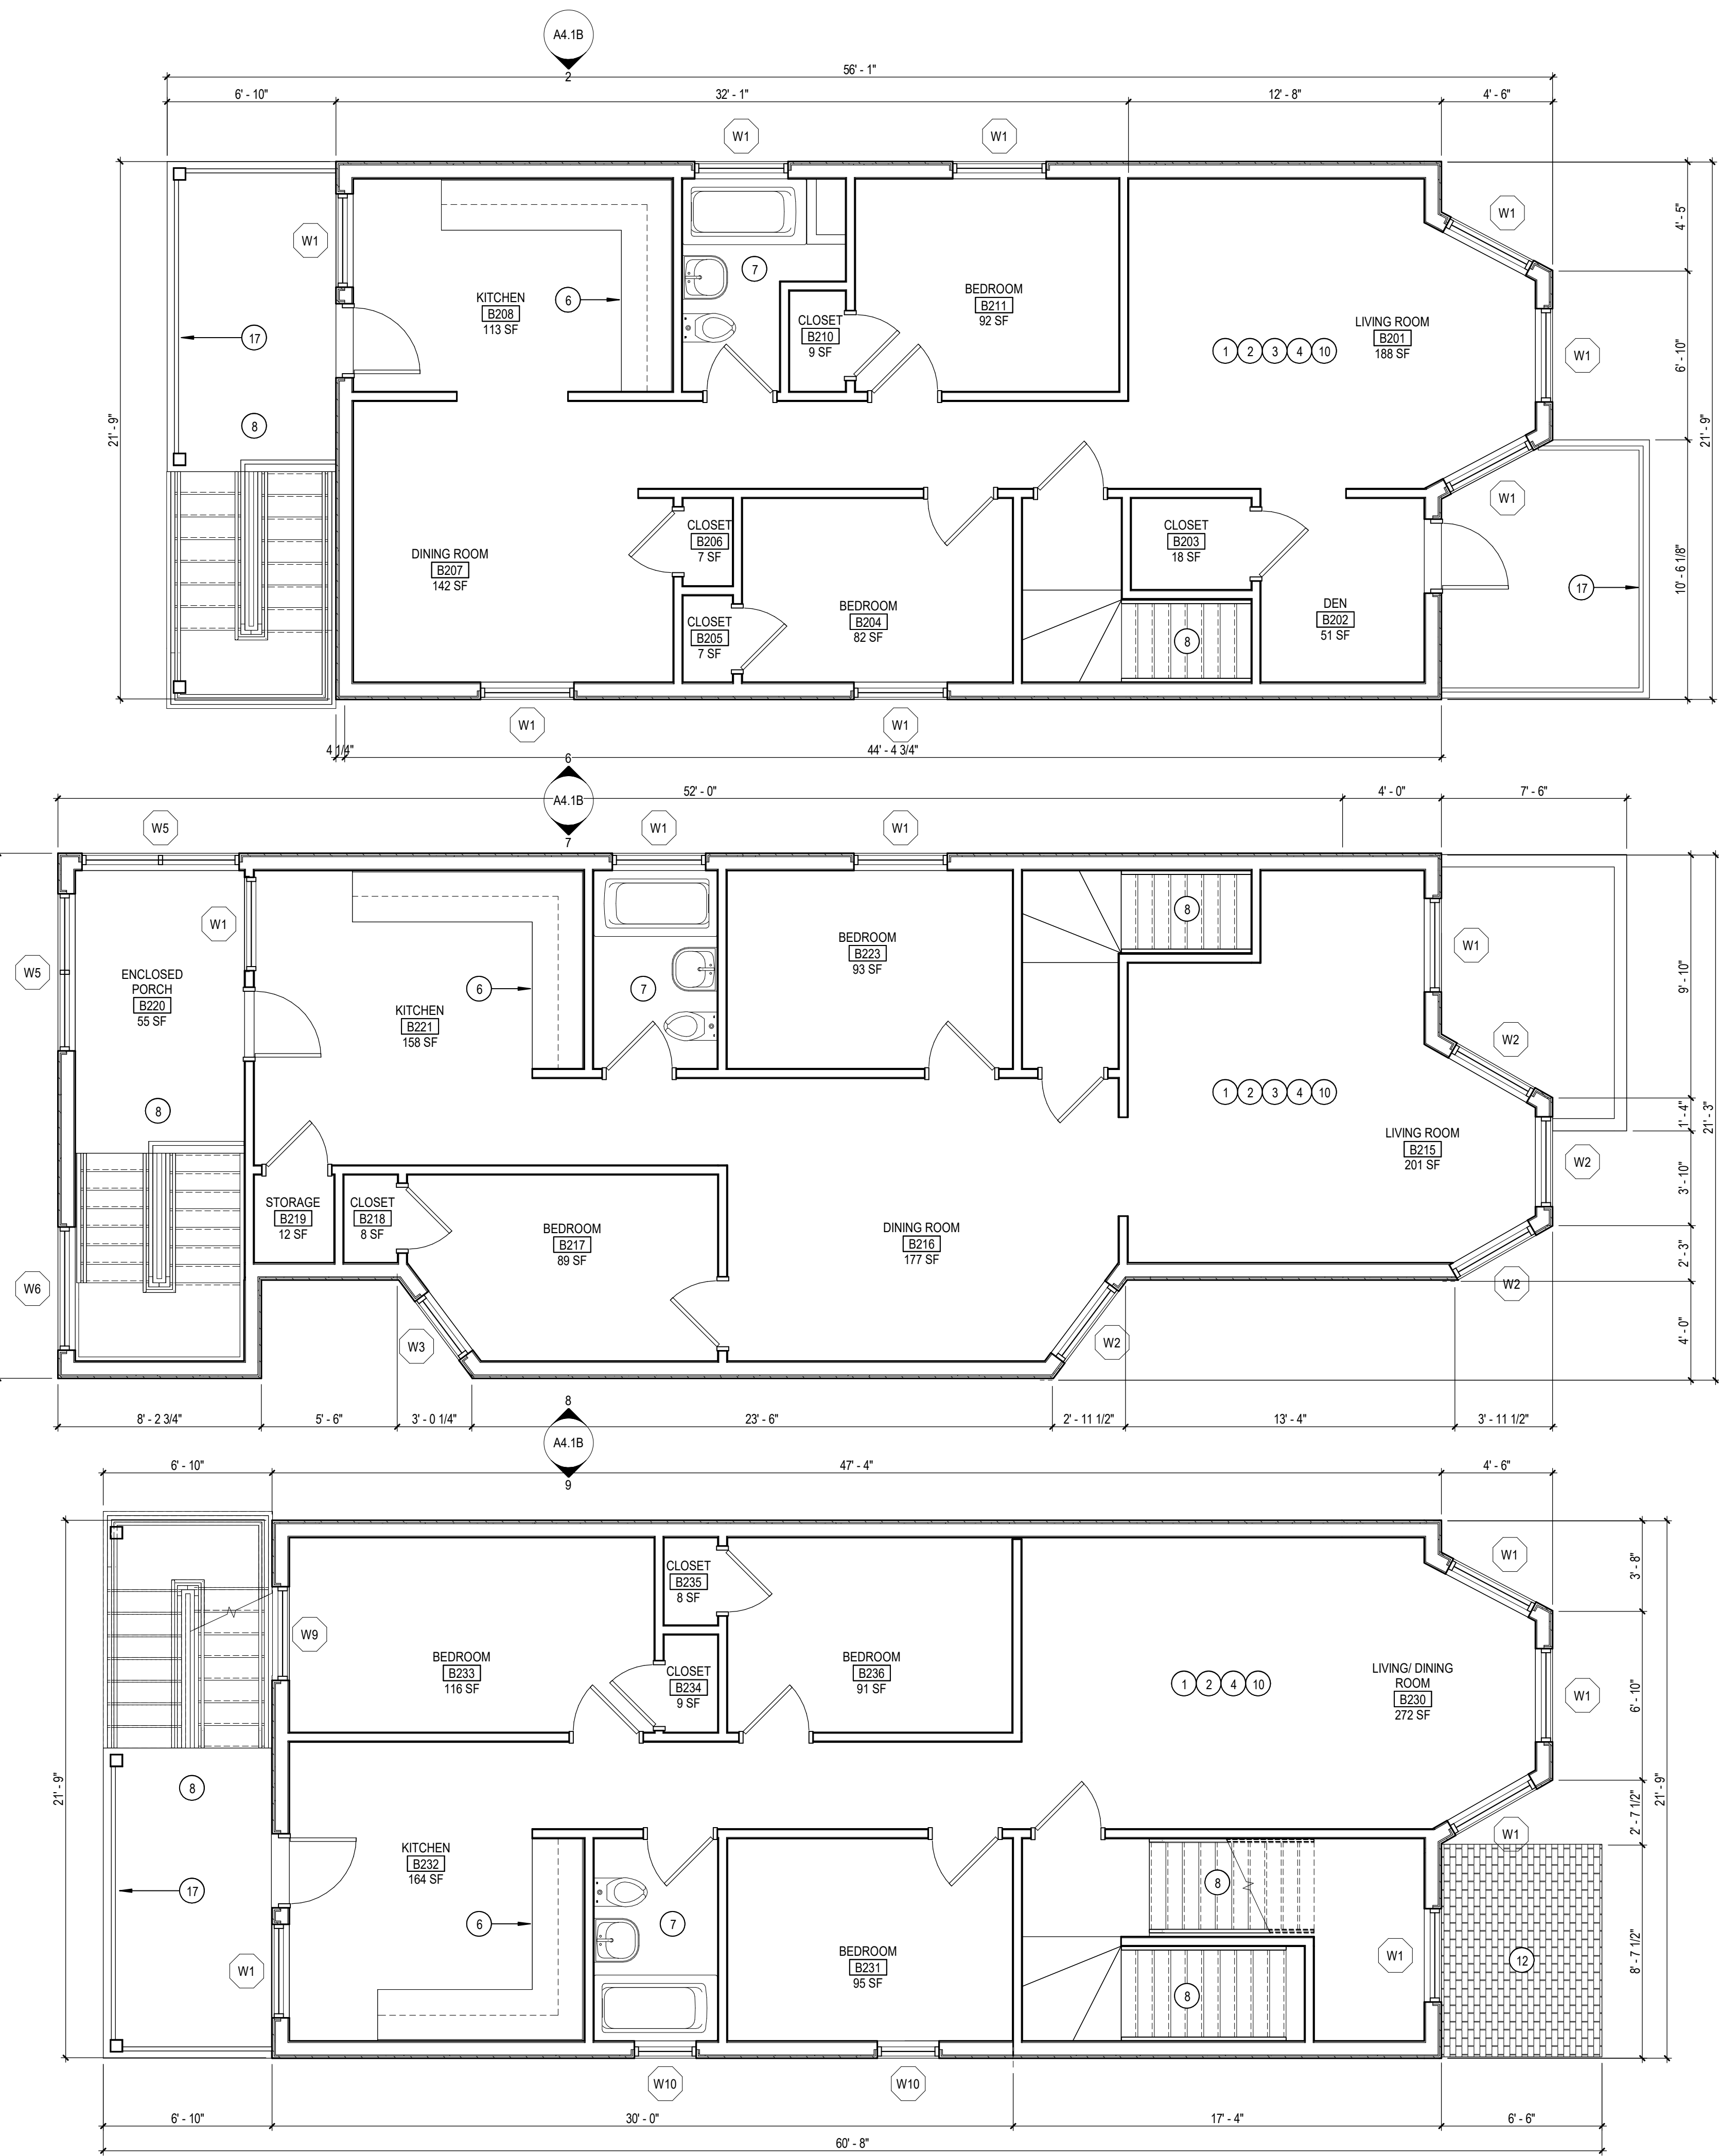 A4.1B
2
56' - 1"
6' - 10"
32' - 1"
12' - 8"
4' - 6"
W1
W1
W1
W1
W1
W1
KITCHEN
B208
113 SF
6
7
CLOSET
B210
9 SF
BEDROOM
B211
92 SF
LIVING ROOM
B201
188 SF
1 2 3 4 10
17
8
21' - 9"
4' - 5"
6' - 10"
10' - 6 1/8"
21' - 9"
DINING ROOM
B207
142 SF
CLOSET
B206
7 SF
CLOSET
B205
7 SF
BEDROOM
B204
82 SF
CLOSET
B203
18 SF
8
DEN
B202
51 SF
17
W1
W1
4 1/4"
44' - 4 3/4"
6
A4.1B
7
52' - 0"
4' - 0"
7' - 6"
W5
W1
W1
W5
W1
W1
W2
W2
W2
W6
W3
W2
ENCLOSED
PORCH
B220
55 SF
8
KITCHEN
B221
158 SF
6
7
BEDROOM
B223
93 SF
8
1 2 3 4 10
LIVING ROOM
B215
201 SF
STORAGE
B219
12 SF
CLOSET
B218
8 SF
BEDROOM
B217
89 SF
DINING ROOM
B216
177 SF
9' - 10"
1' - 4"
3' - 10"
2' - 3"
4' - 0"
21' - 3"
8' - 2 3/4"
5' - 6"
3' - 0 1/4"
23' - 6"
2' - 11 1/2"
13' - 4"
3' - 11 1/2"
8
A4.1B
9
6' - 10"
47' - 4"
4' - 6"
W1
W9
W1
W1
W1
W1
W10
W10
BEDROOM
B233
116 SF
CLOSET
B235
8 SF
CLOSET
B234
9 SF
BEDROOM
B236
91 SF
1 2 4 10
LIVING/ DINING
ROOM
B230
272 SF
8
17
KITCHEN
B232
164 SF
6
7
BEDROOM
B231
95 SF
8
8
12
21' - 9"
3' - 8"
6' - 10"
2' - 7 1/2"
8' - 7 1/2"
21' - 9"
6' - 10"
30' - 0"
17' - 4"
6' - 6"
60' - 8"